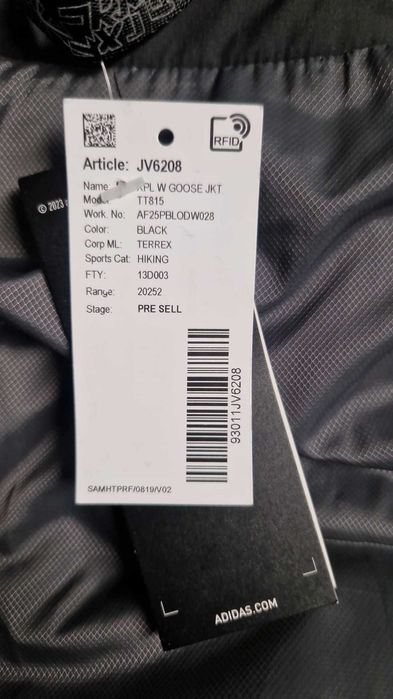 RFID
Article: JV6208
Name: XPL W GOOSE JKT
TT815
Work. No: AF25PBLODW028
Color: BLACK
Corp ML: TERREX
Sports Cat: HIKING
FTY: 13D003
Range: 20252
Stage: PRE SELL
93011JV6208
SAMHTPRF/0819/V02
© 2023
ADIDAS.COM